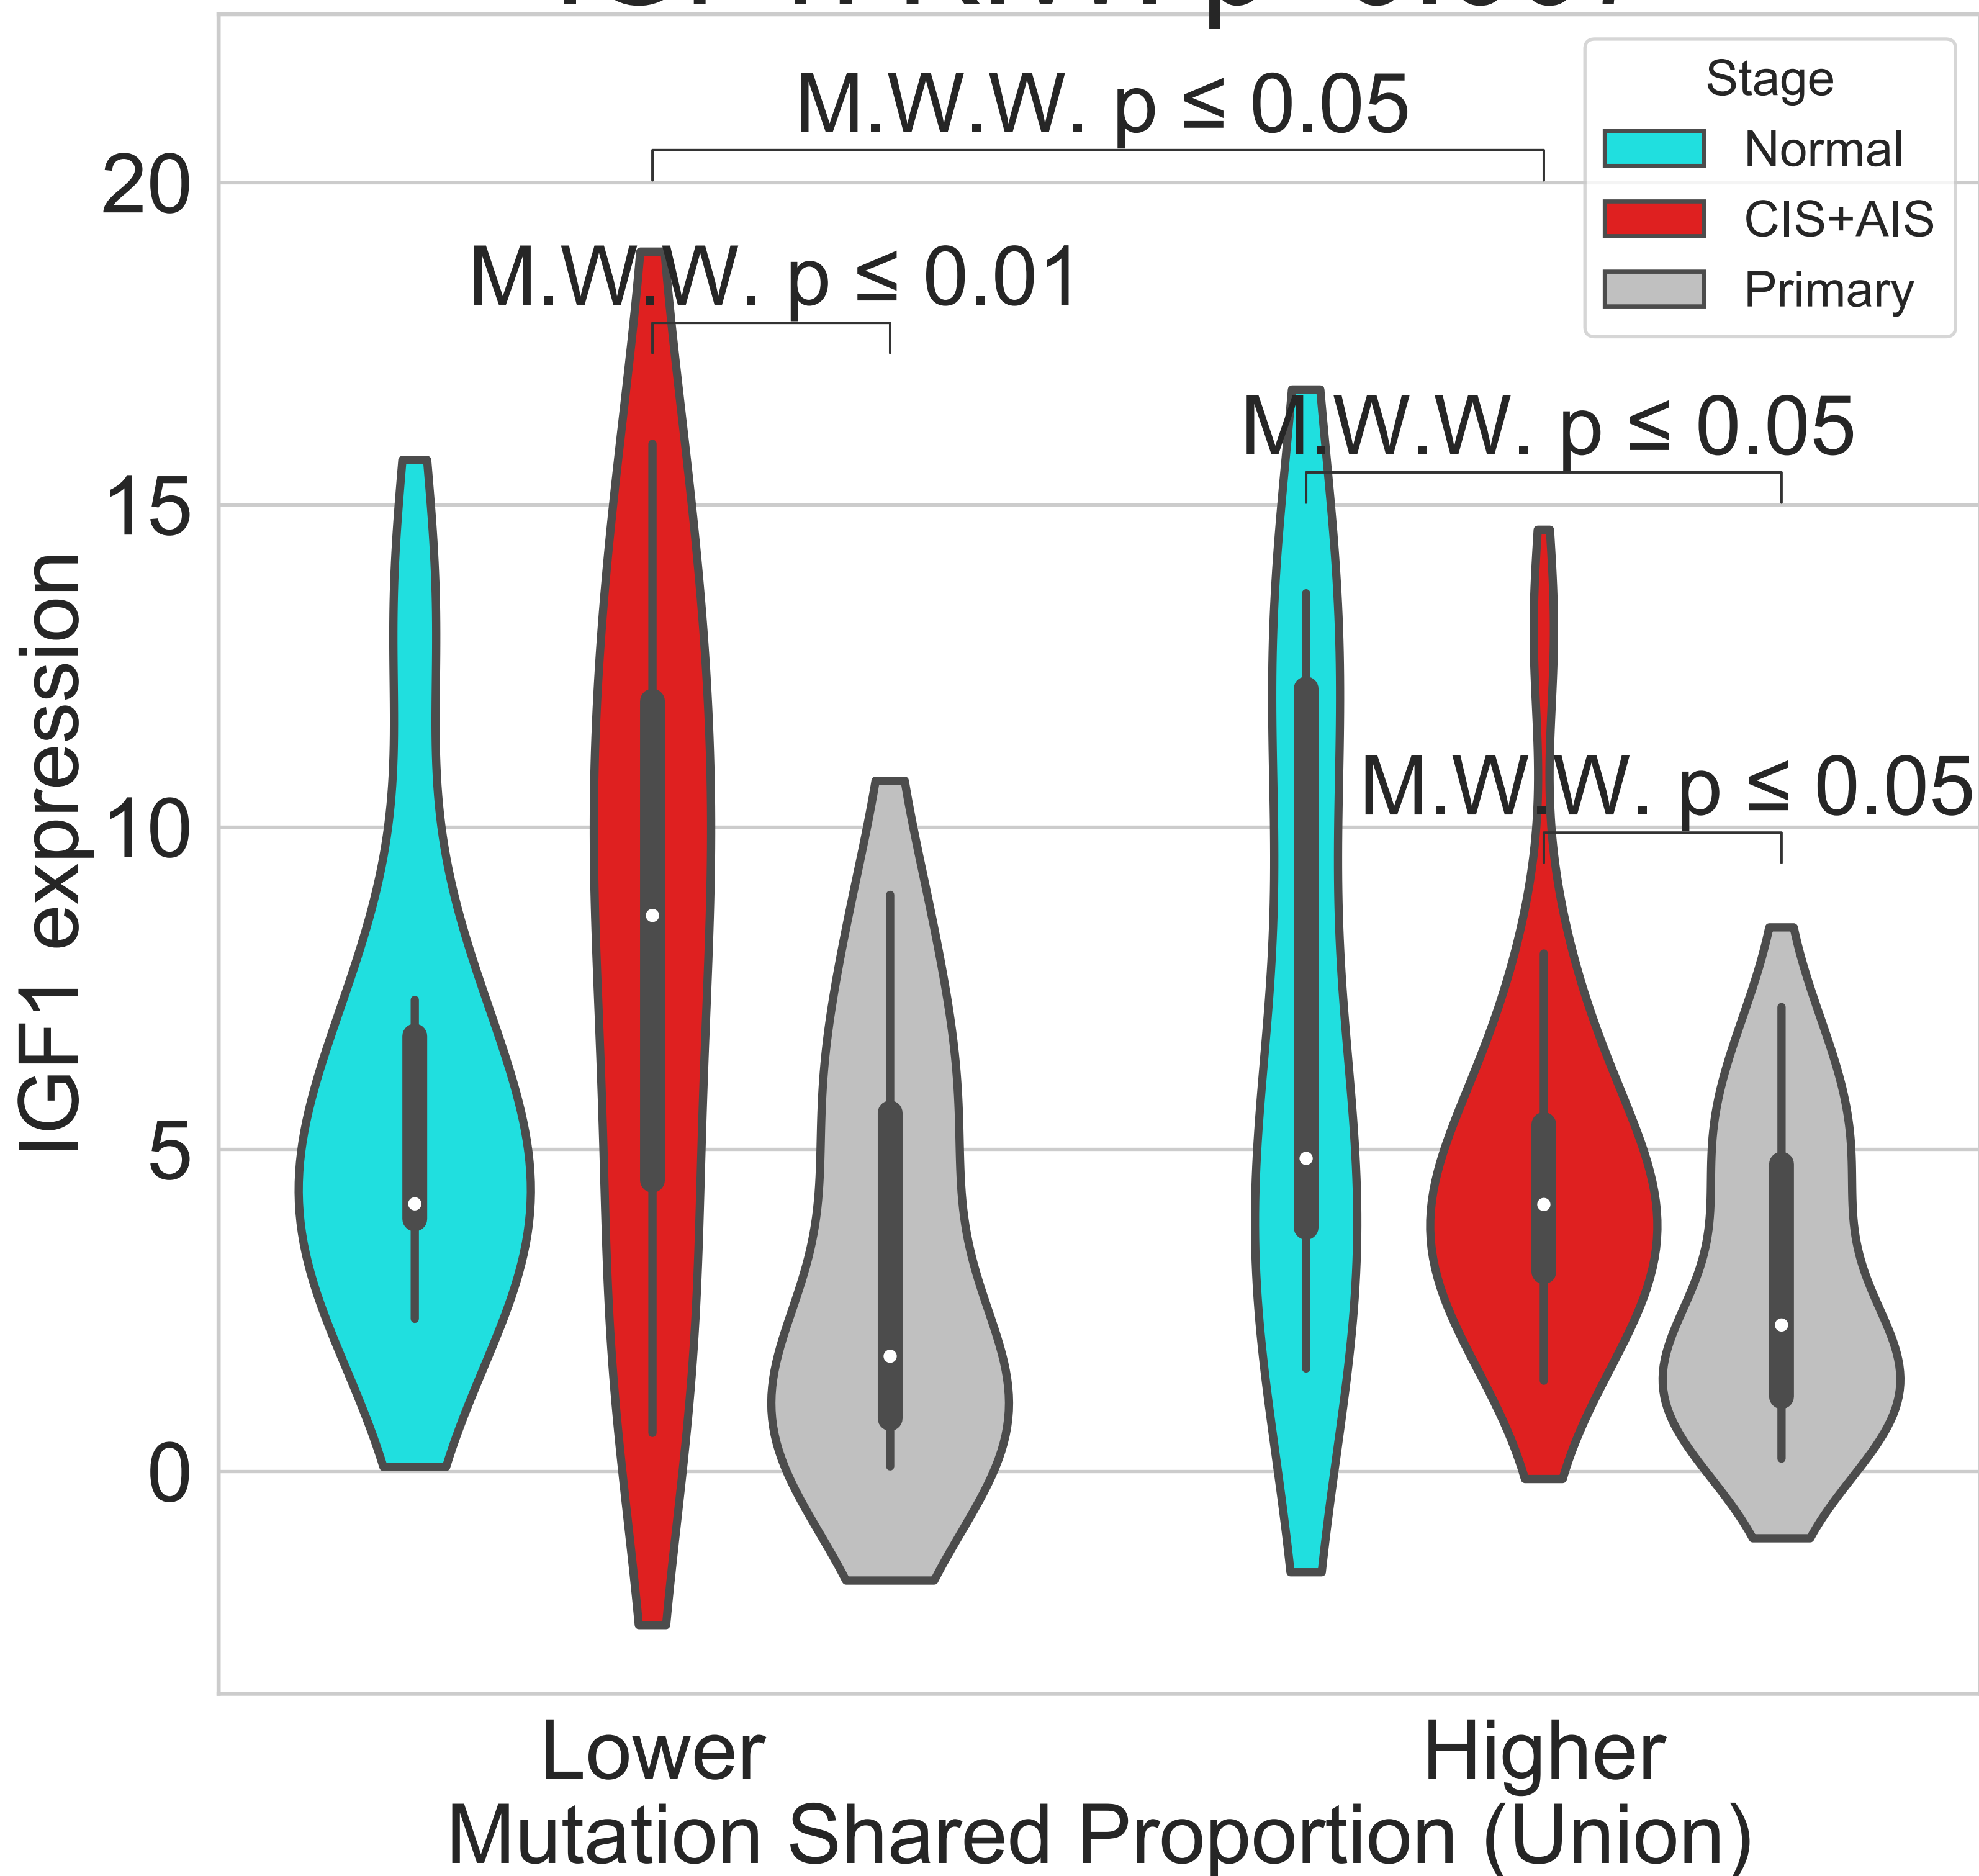 M.W.W. p ≤ 0.05
Stage
Normal
CIS+AIS
Primary
20
M.W.W. p ≤ 0.01
M.W.W. p ≤ 0.05
15
M.W.W. p ≤ 0.05
10
5
0
IGF1 expression
Lower
Higher
Mutation Shared Proportion (Union)